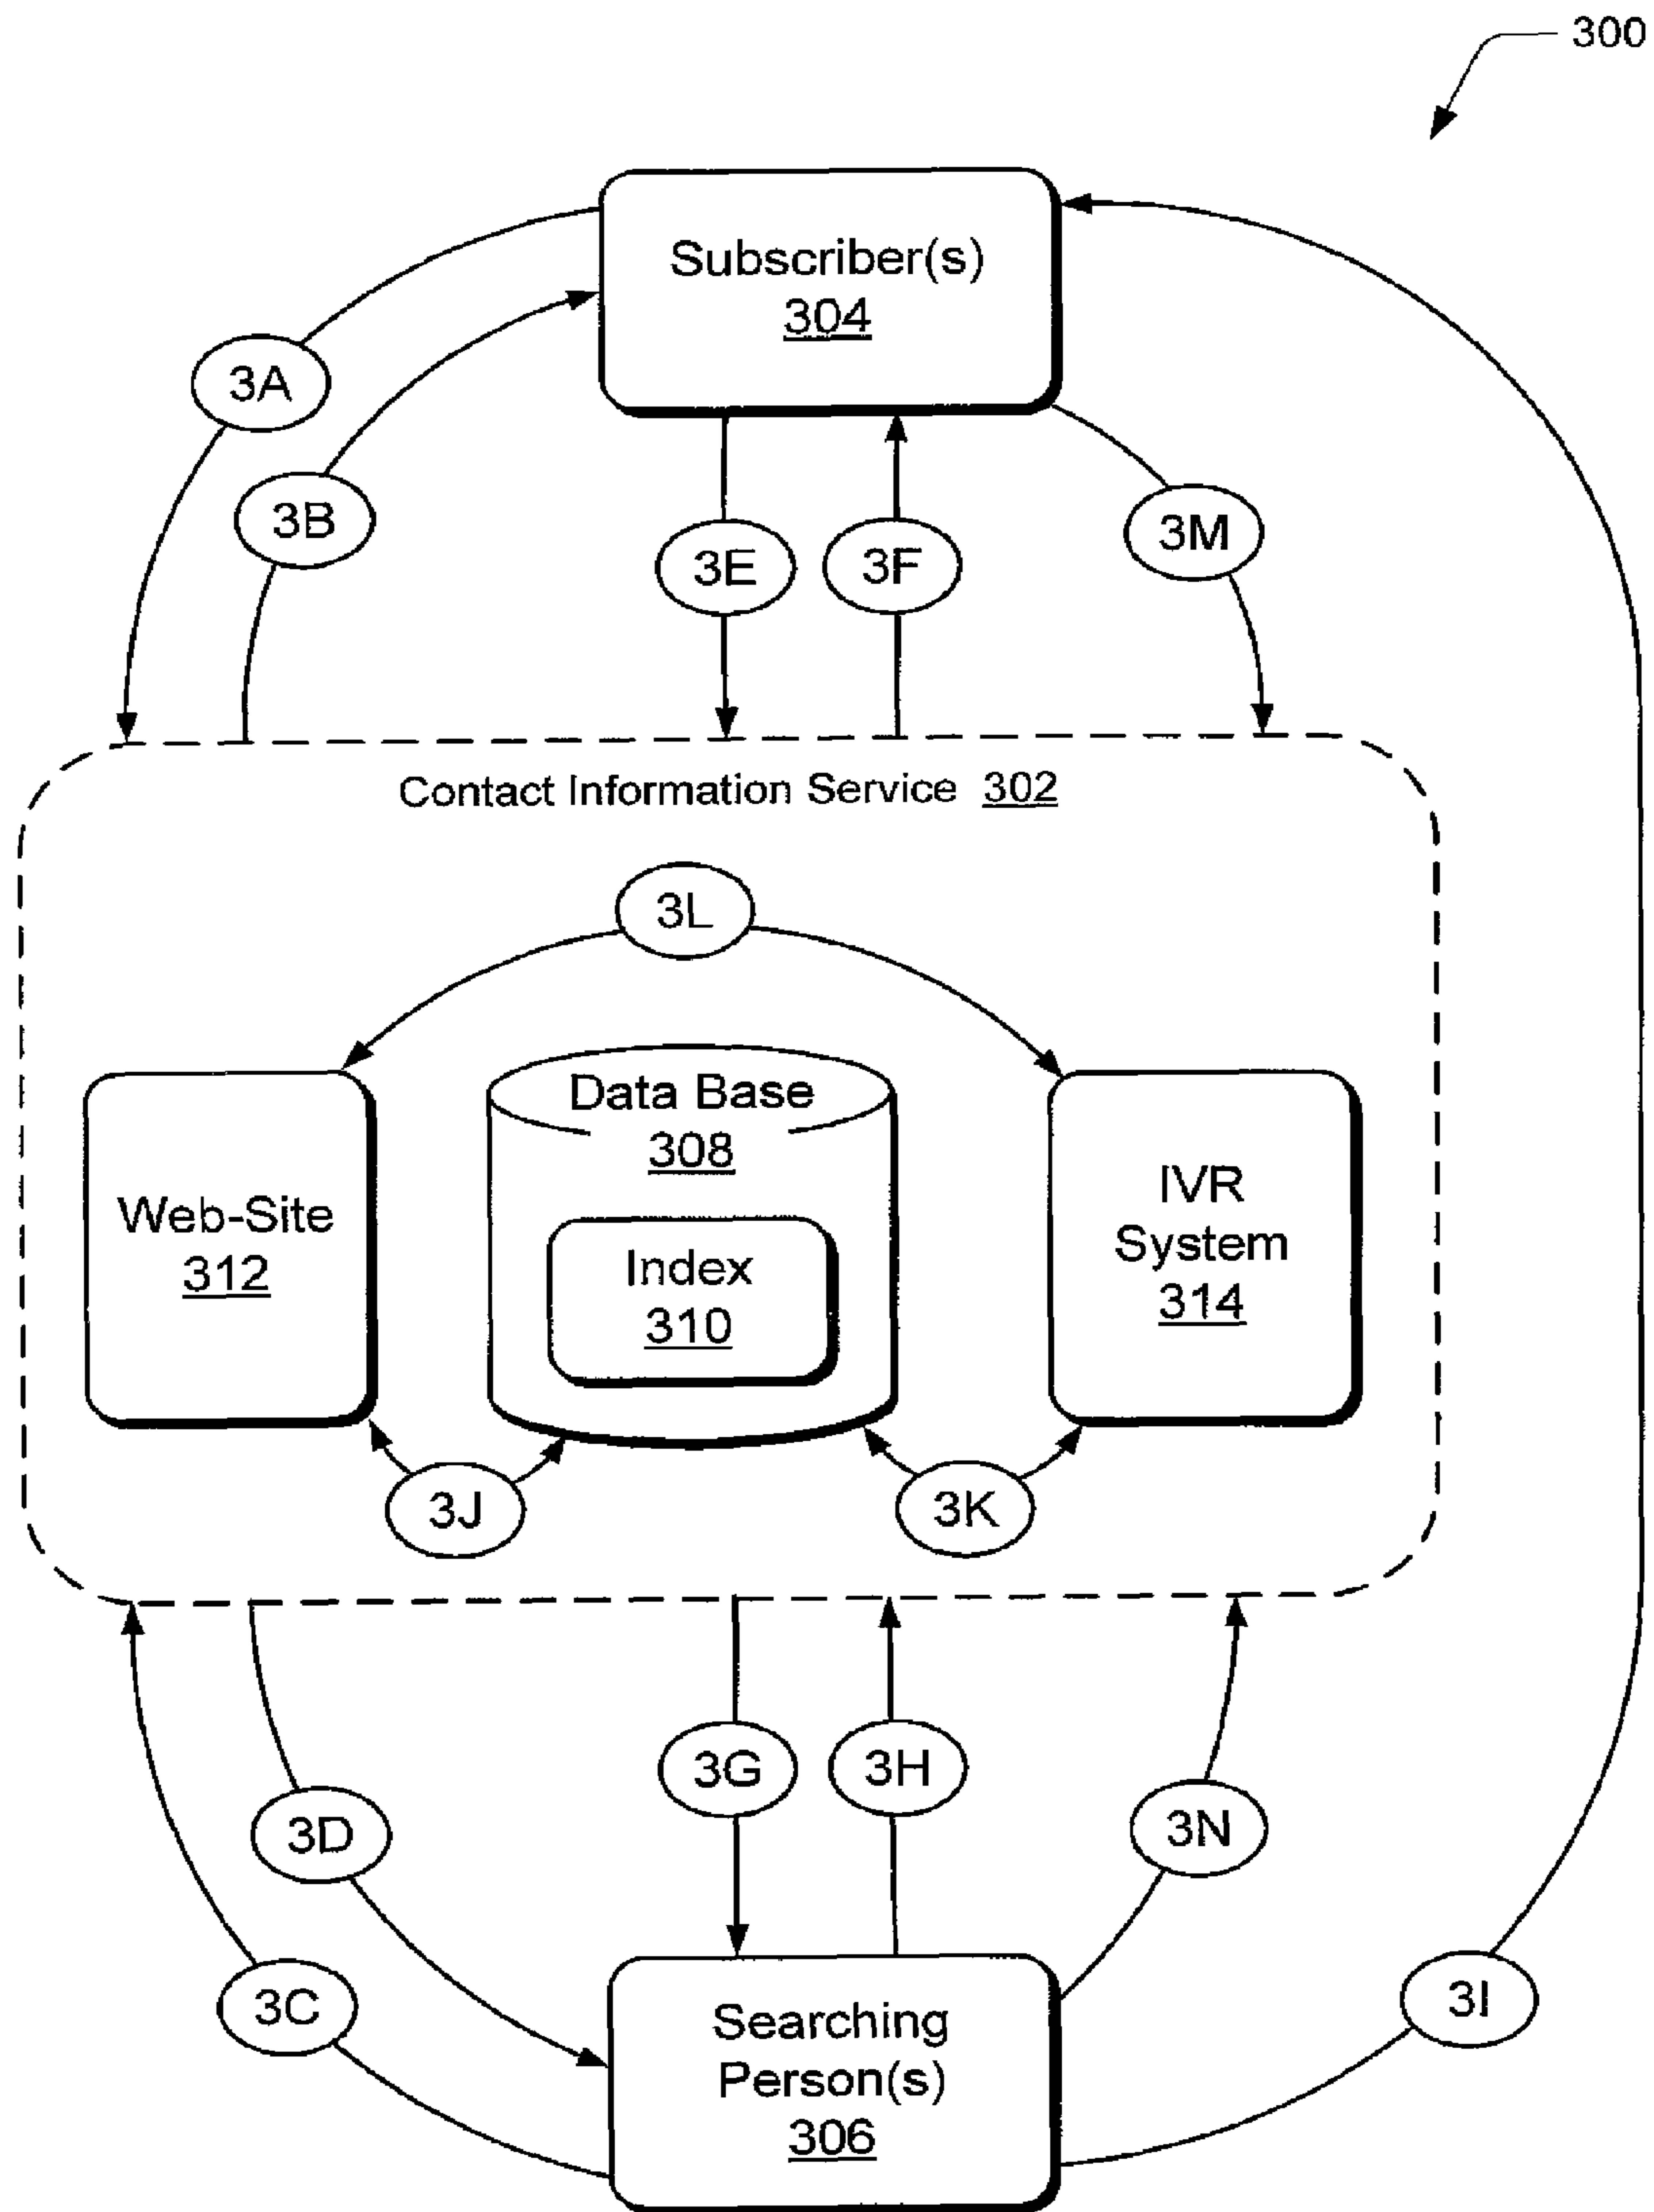 300
Subscriber(s)
304
3A
3B
3E
3F
3M
Contact Information Service 302
3L
Data Base
308
Web-Site
312
Index
310
IVR
System
314
3J
3K
3G
3H
3D
3N
3C
3I
Searching
Person(s)
306